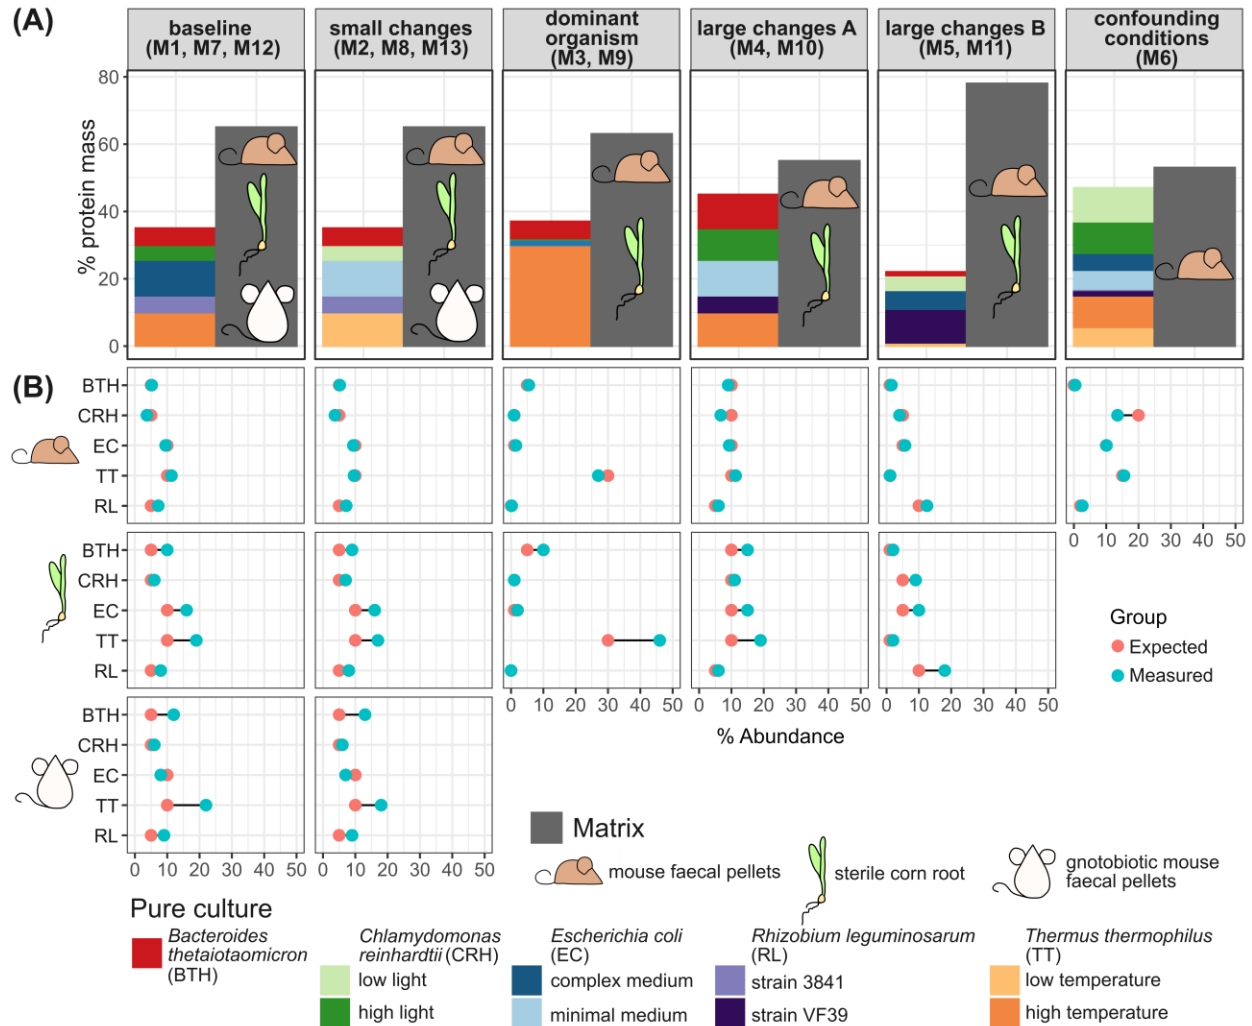 (A)
baseline
(M1, M7, M12)
small changes
(M2, M8, M13)
dominant
organism
(M3, M9)
large changes A
(M4, M10)
large changes B
(M5, M11)
confounding
conditions
(M6)
% protein mass
80
60
40
20
0
(B)
BTH
CRH
EC
TT
RL
BTH
CRH
EC
TT
RL
BTH
CRH
EC
TT
RL
0 10 20 30 40 50
0 10 20 30 40 50
0 10 20 30 40 50
0 10 20 30 40 50
0 10 20 30 40 50
0 10 20 30 40 50
% Abundance
Group
Expected
Measured
Matrix
mouse faecal pellets
sterile corn root
gnotobiotic mouse
faecal pellets
Pure culture
Bacteroides
thetaiotaomicron
(BTH)
Chlamydomonas
reinhardtii (CRH)
low light
high light
Escherichia coli
(EC)
complex medium
minimal medium
Rhizobium leguminosarum
(RL)
strain 3841
strain VF39
Thermus thermophilus
(TT)
low temperature
high temperature